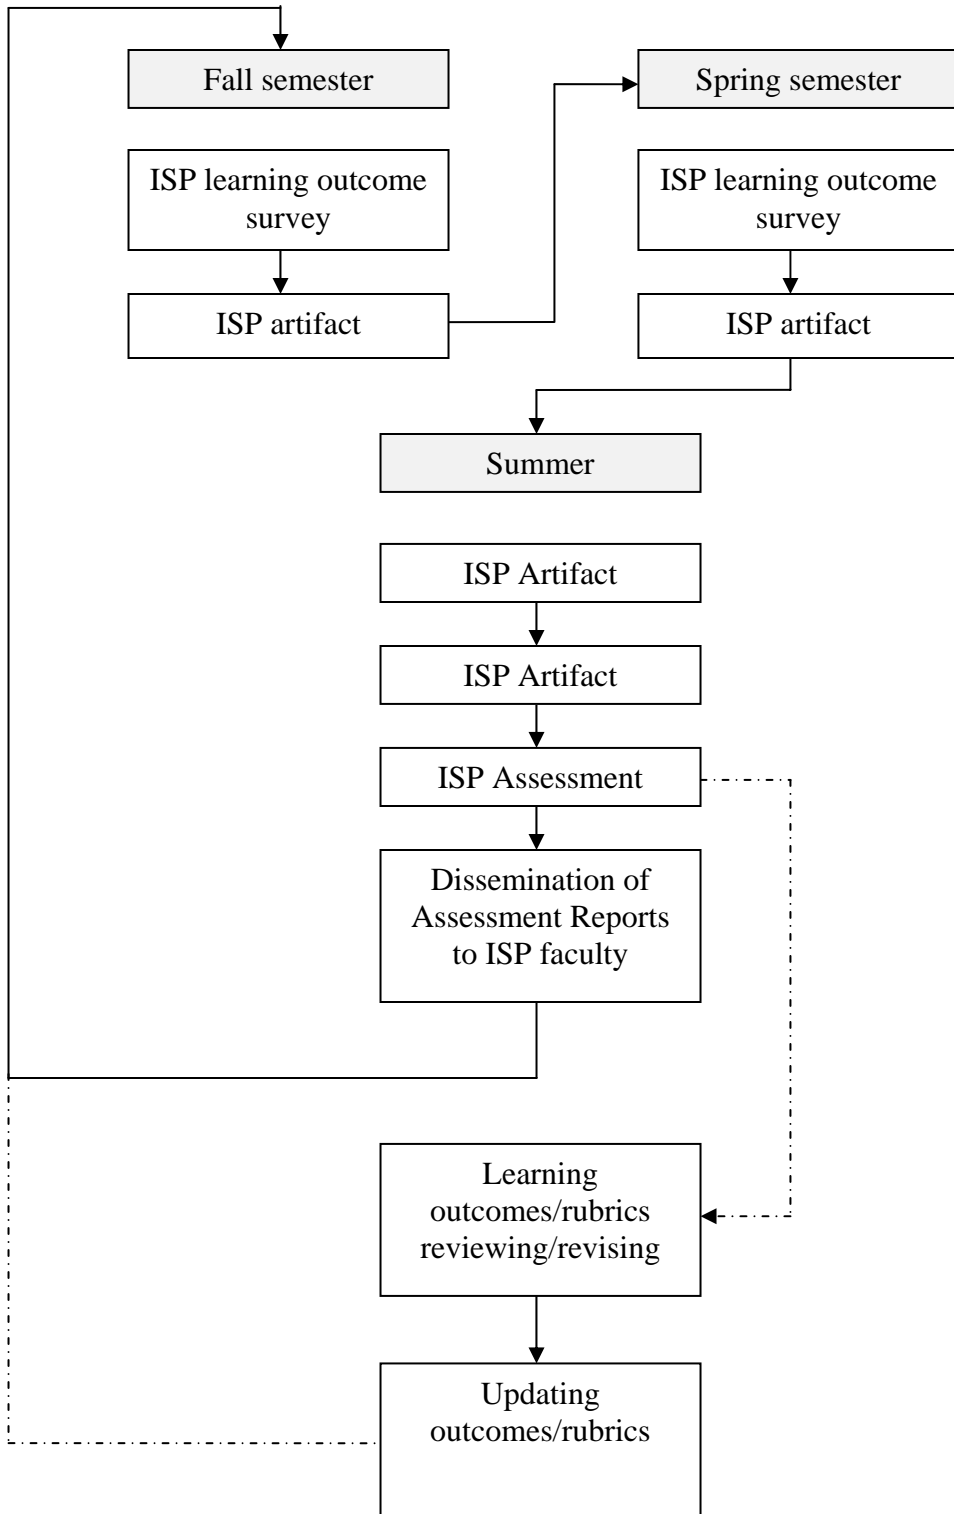 Fall semester
Spring semester
ISP learning outcome
survey
ISP learning outcome
survey
ISP artifact
ISP artifact
Summer
ISP Artifact
ISP Artifact
ISP Assessment
Dissemination of
Assessment Reports
to ISP faculty
Learning
outcomes/rubrics
reviewing/revising
Updating
outcomes/rubrics